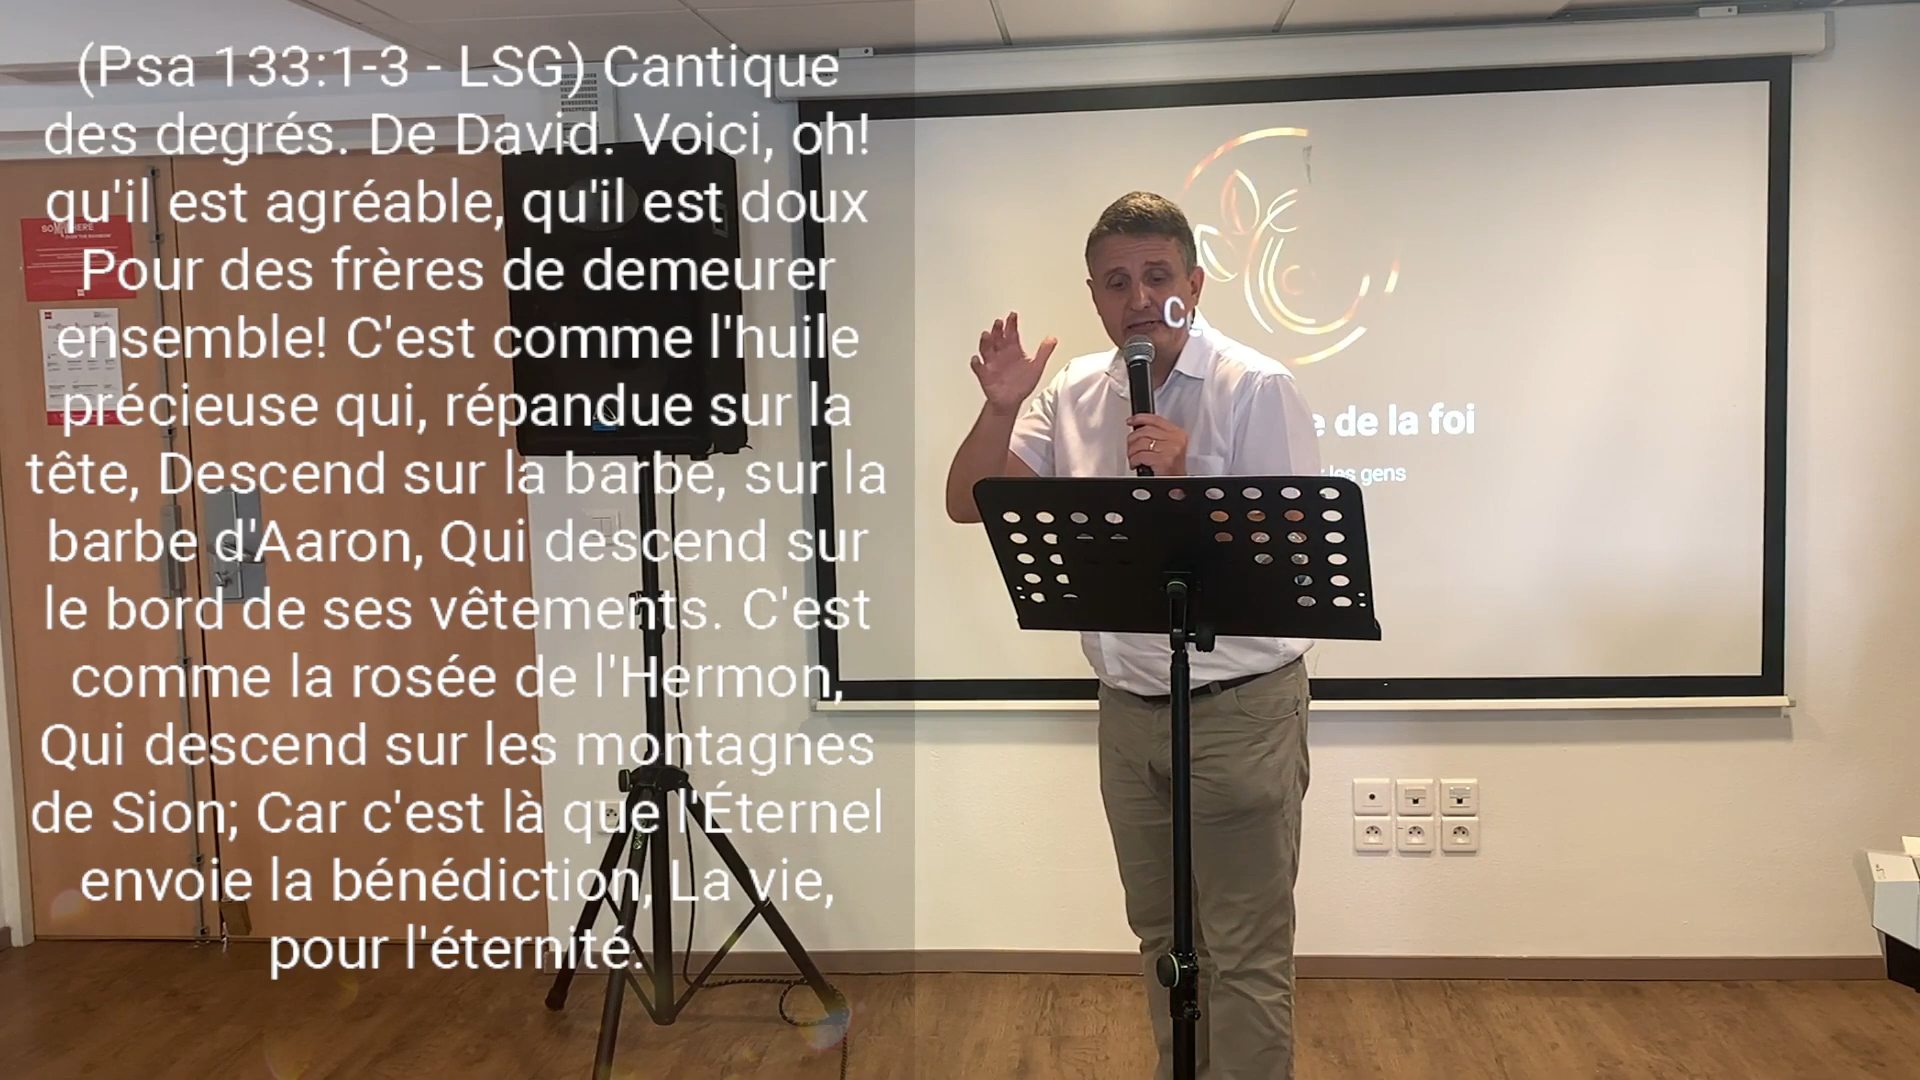 (Psa 133:1-3 - LSG) Cantique
des degrés. De David. Voici, oh!
qu'il est agréable, qu'il est doux
Pour des frères de demeurer
ensemble! C'est comme l'huile
précieuse qui, répandue sur la
tête, Descend sur la barbe, sur la
barbe d'Aaron, Qui descend sur
le bord de ses vêtements. C'est
comme la rosée de l'Hermon,
Qui descend sur les montagnes
de Sion; Car c'est là que l'Éternel
envoie la bénédiction, La vie,
pour l'éternité.
de la foi
les gens